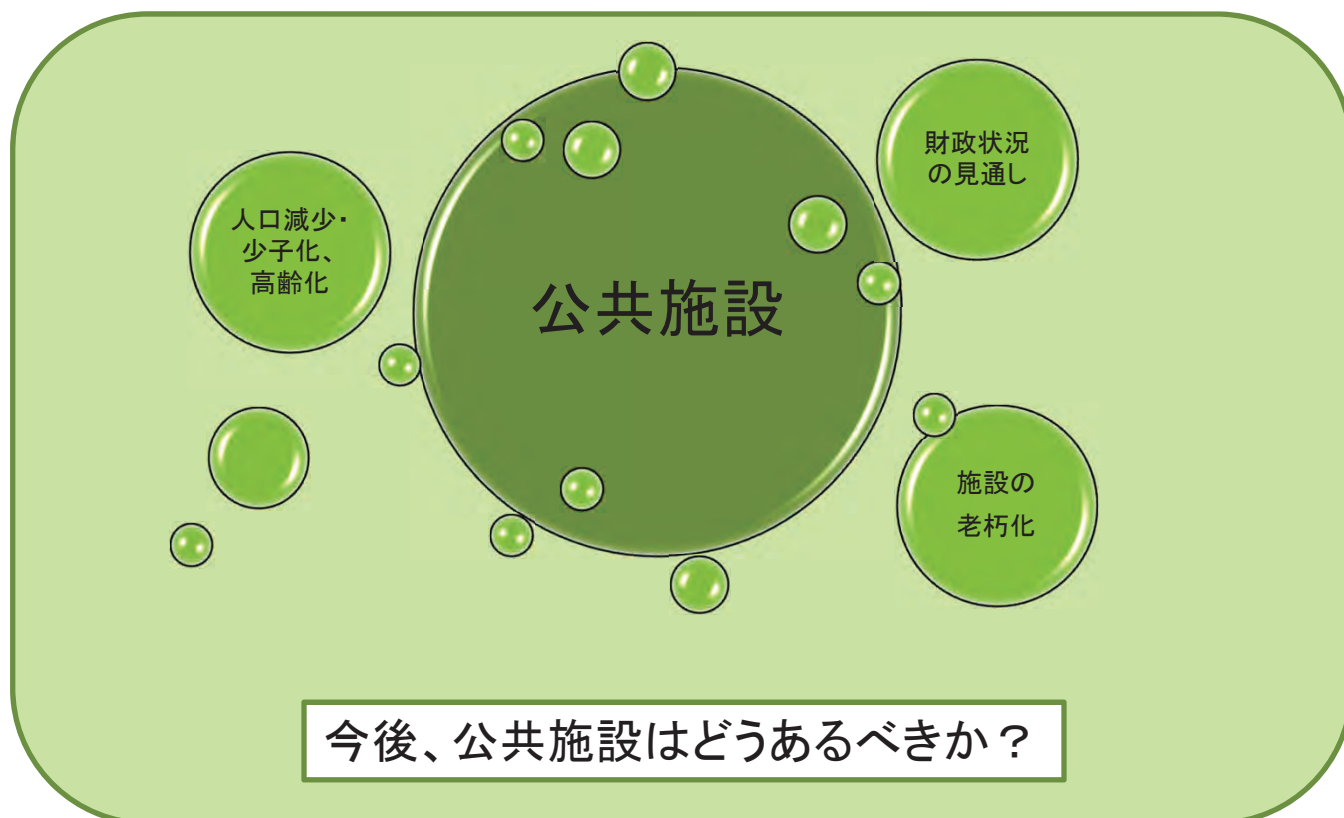 財政状況
の見通し
人口減少・
少子化、
高齢化
公共施設
施設の
老朽化
今後、公共施設はどうあるべきか？